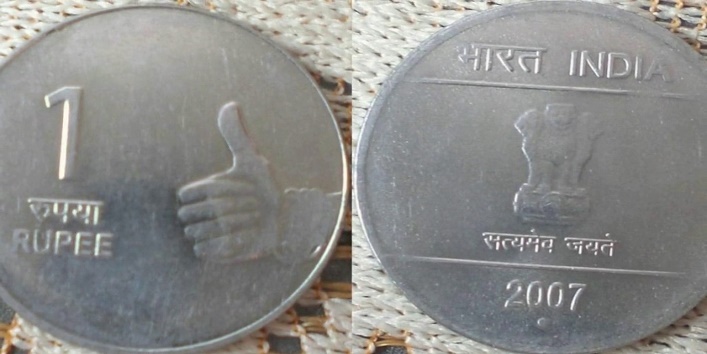 1
रुपया
RUPEE
भारत INDIA
सत्यमेव जयते
2007